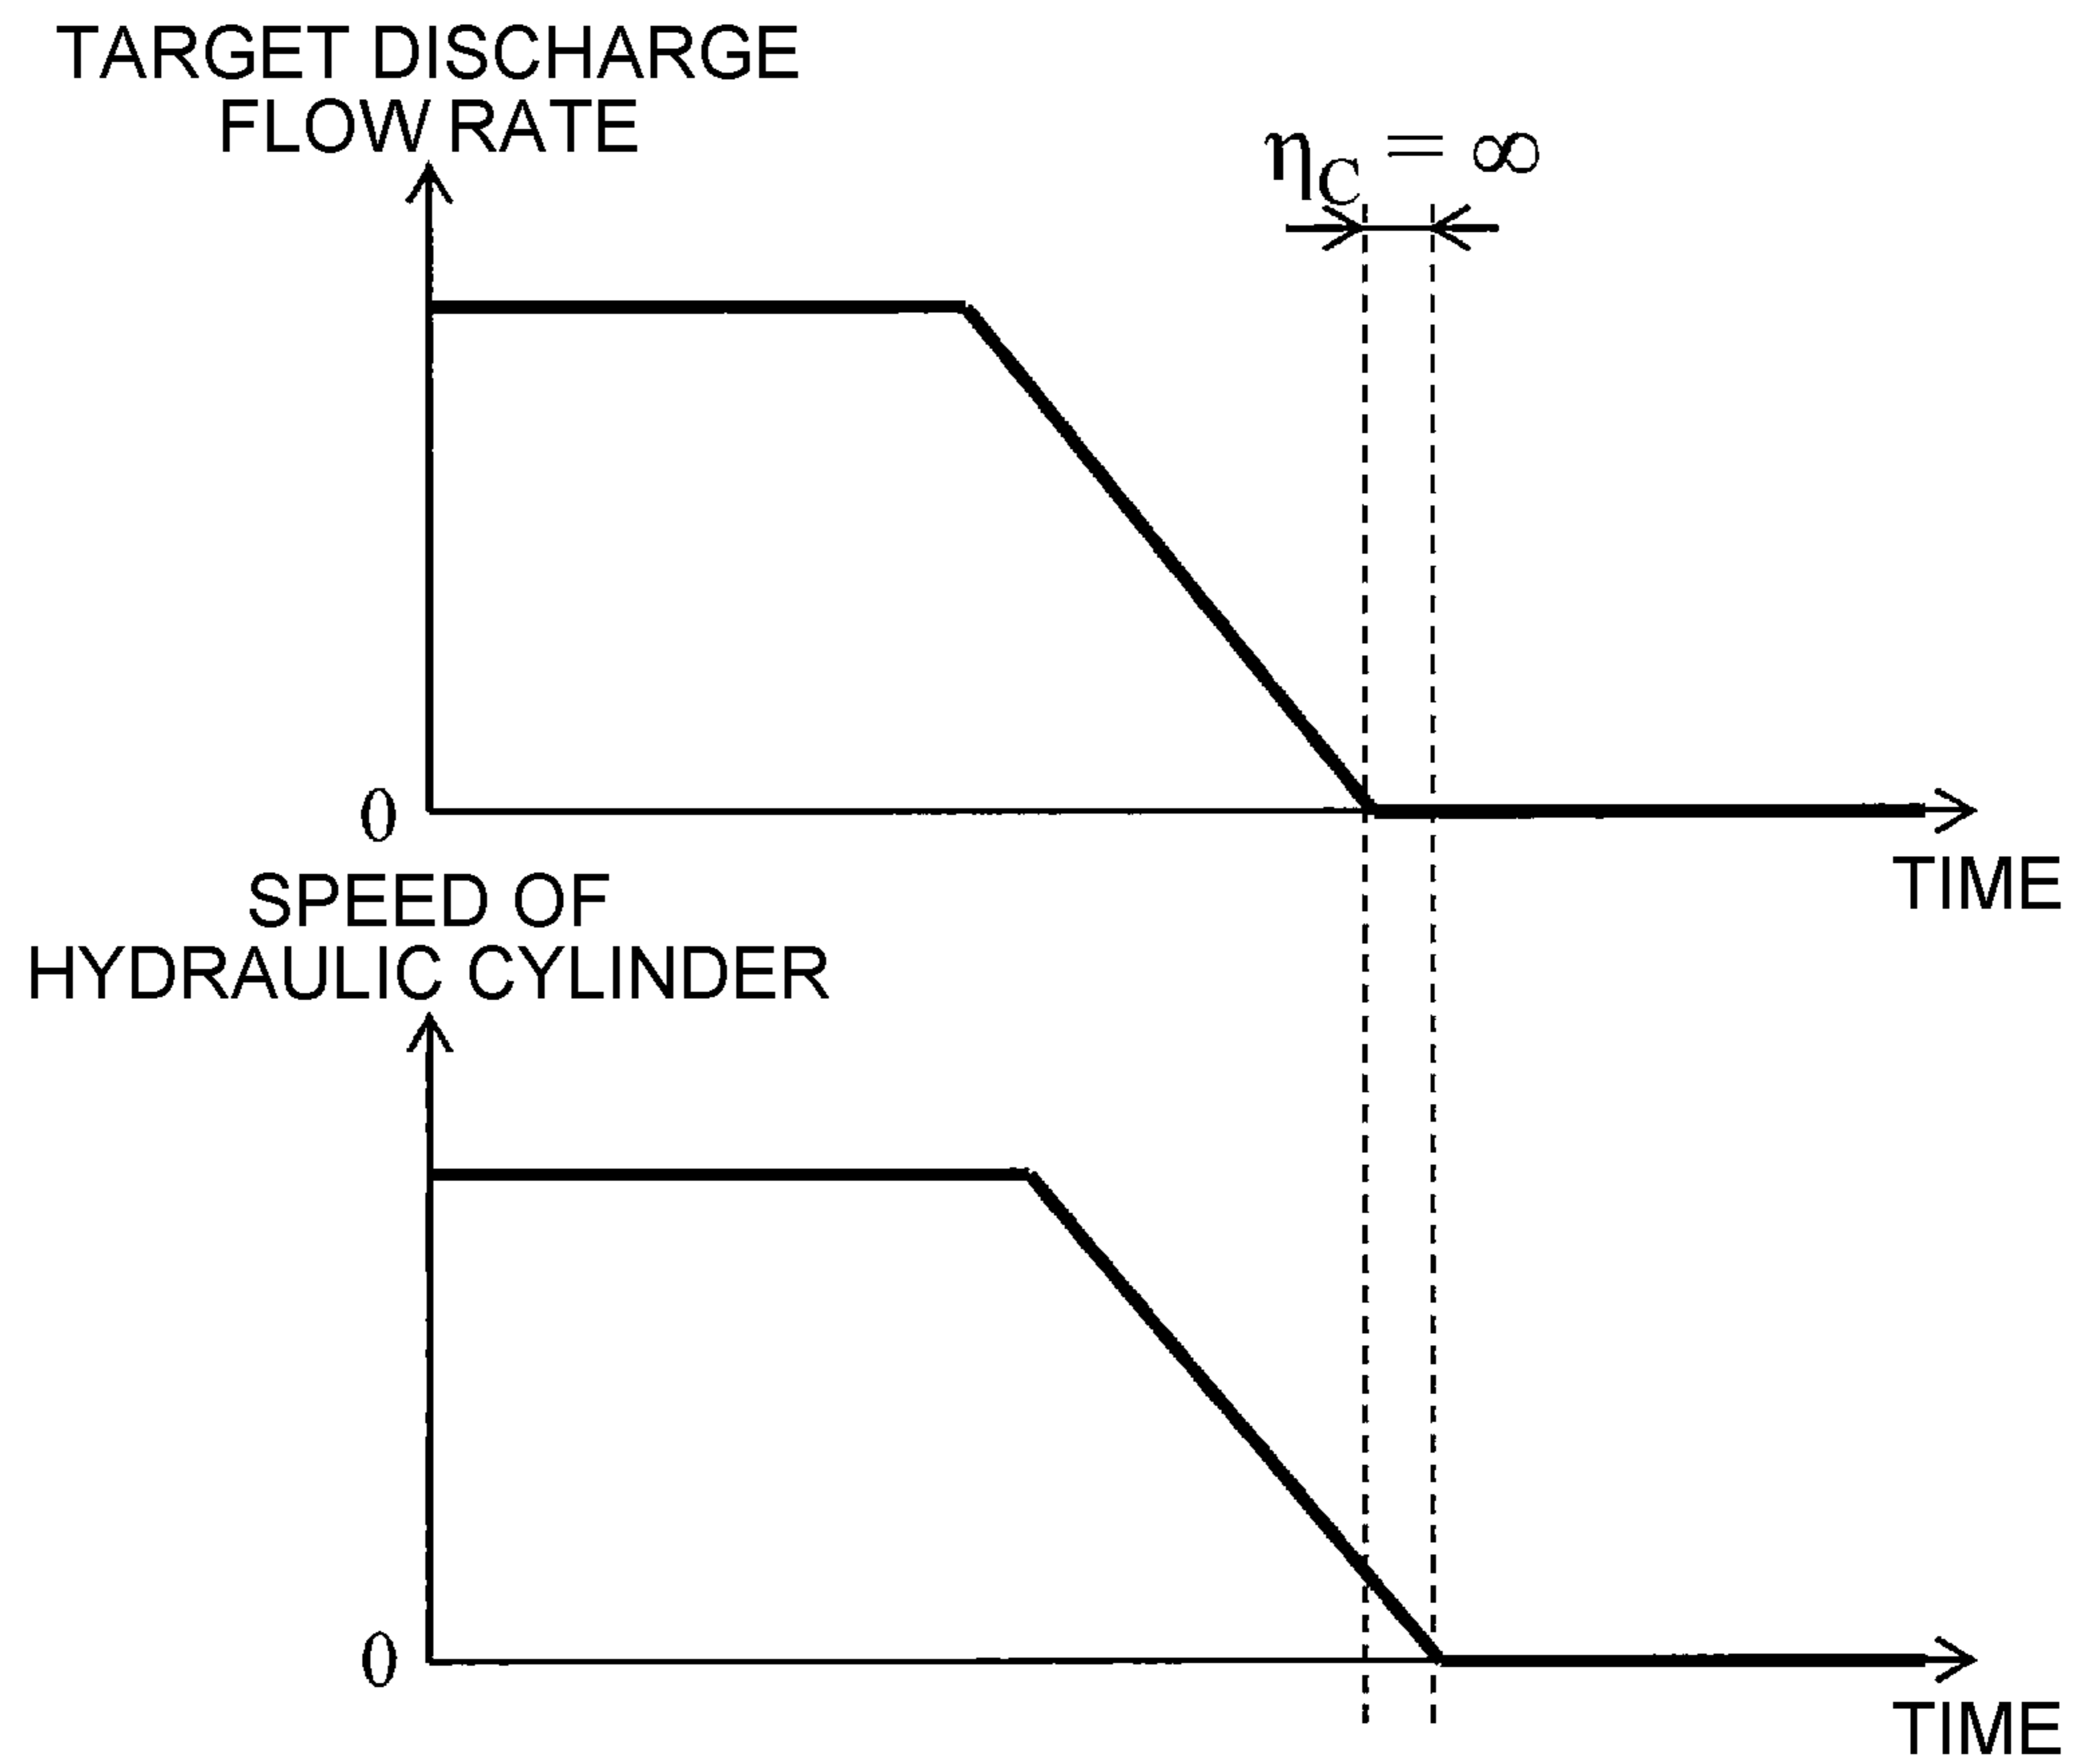 TARGET DISCHARGE
FLOW RATE
ηC = ∞
0
TIME
SPEED OF
HYDRAULIC CYLINDER
0
TIME